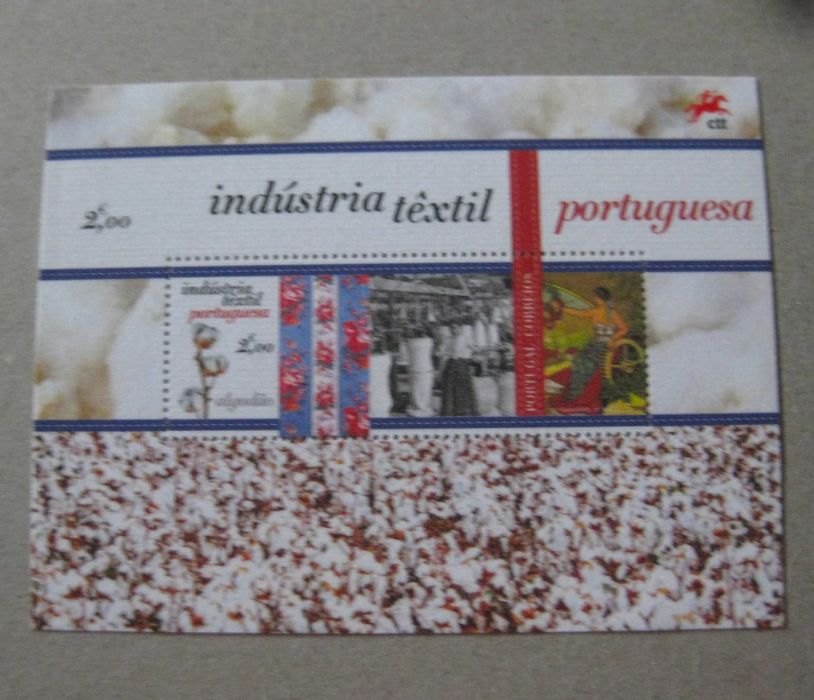 ctt
indústria têxtil portuguesa
€
2,00
indústria
têxtil
portuguesa
€
2,00
algodão
PORTUGAL CORREIOS